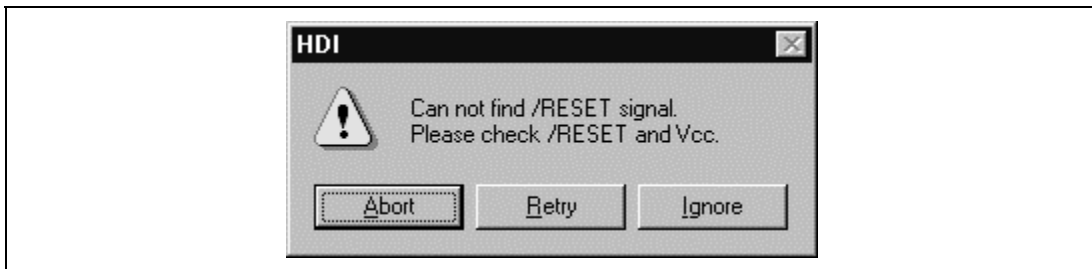 HDI
Can not find /RESET signal.
Please check /RESET and Vcc.
Abort
Retry
Ignore